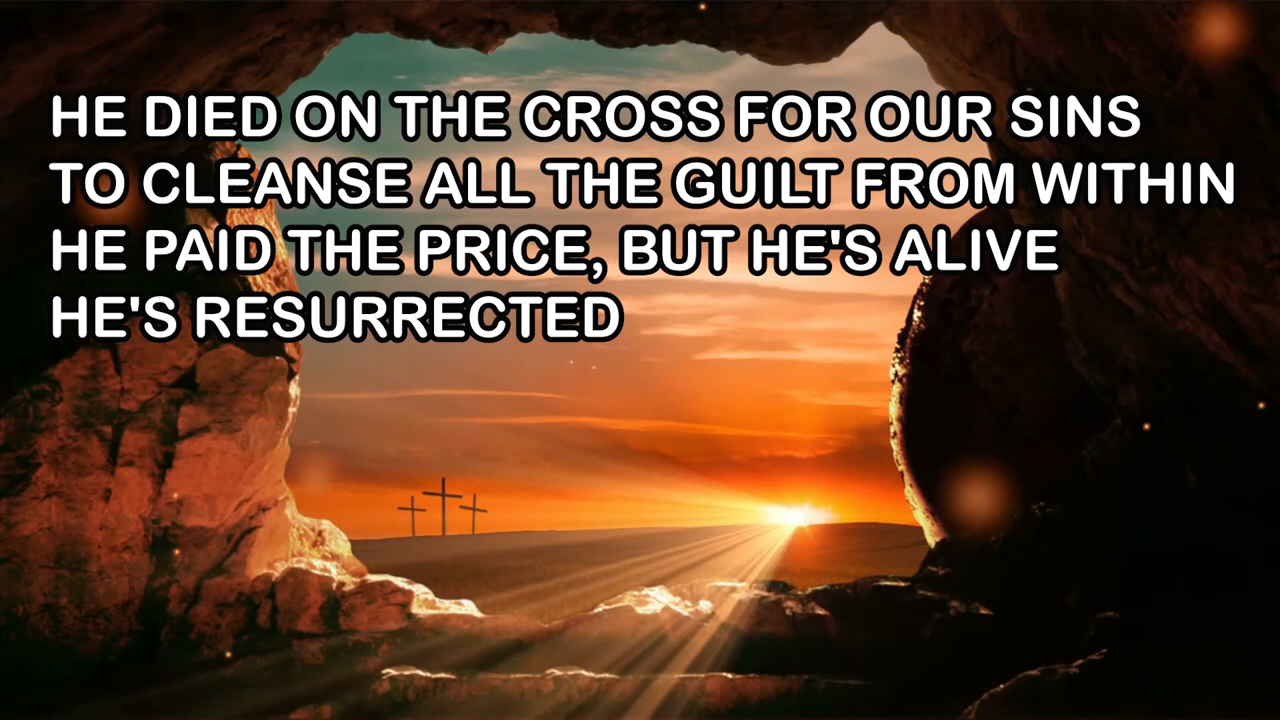 HE DIED ON THE CROSS FOR OUR SINS
TO CLEANSE ALL THE GUILT FROM WITHIN
HE PAID THE PRICE, BUT HE'S ALIVE
HE'S RESURRECTED